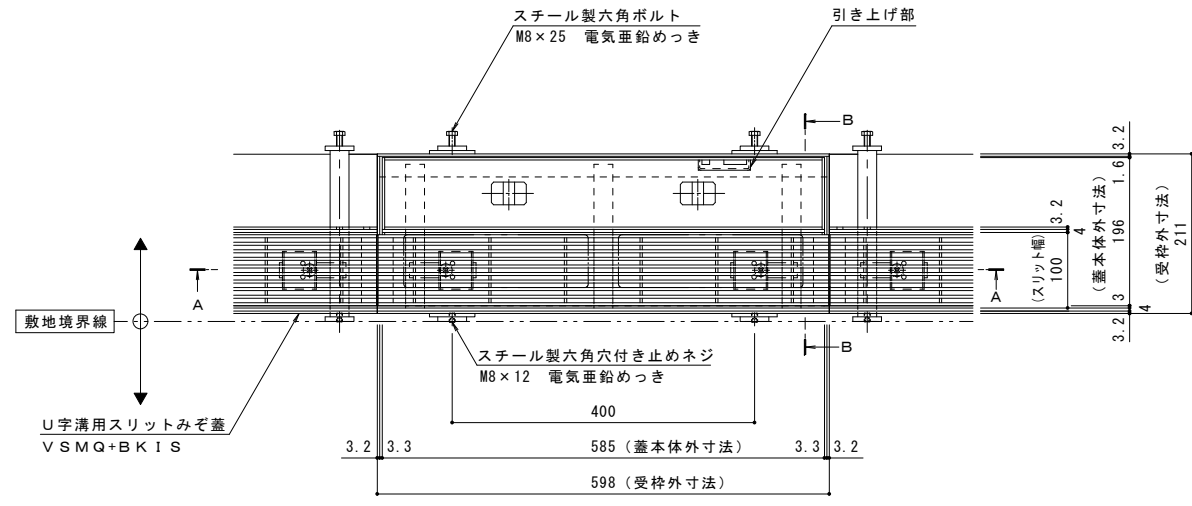 スチール製六角ボルト
M8×25 電気亜鉛めっき
引き上げ部
B
3.2
1.6
3.2
4
(蓋本体外寸法)
196
(受枠外寸法)
211
(スリット幅)
100
A
A
3
4
3.2
敷地境界線
B
スチール製六角穴付き止めネジ
M8×12 電気亜鉛めっき
400
U字溝用スリットみぞ蓋
VSMQ+BKIS
3.2 3.3 585(蓋本体外寸法) 3.3 3.2
598(受枠外寸法)